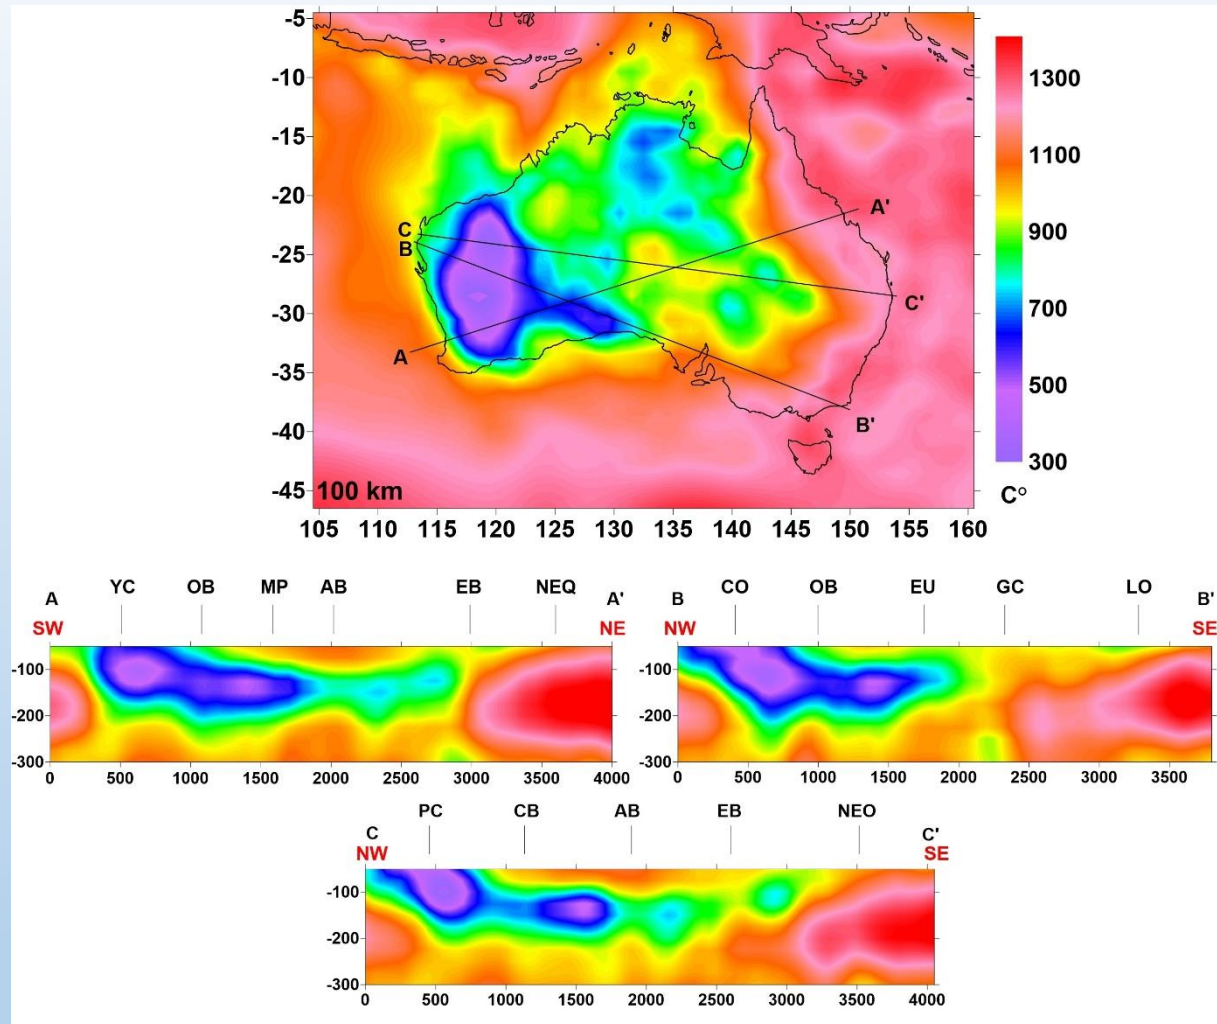 -5
-10
-15
-20
-25
-30
-35
-40
-45
100 km
105 110 115 120 125 130 135 140 145 150 155 160
C
B
A
A'
C'
B'
1300
1100
900
700
500
300
C°
A YC OB MP AB EB NEQ A'
SW NE
-100
-200
-300
0 500 1000 1500 2000 2500 3000 3500 4000
B CO OB EU GC LO B'
NW SE
-100
-200
-300
0 500 1000 1500 2000 2500 3000 3500
C PC CB AB EB NEO C'
NW SE
-100
-200
-300
0 500 1000 1500 2000 2500 3000 3500 4000